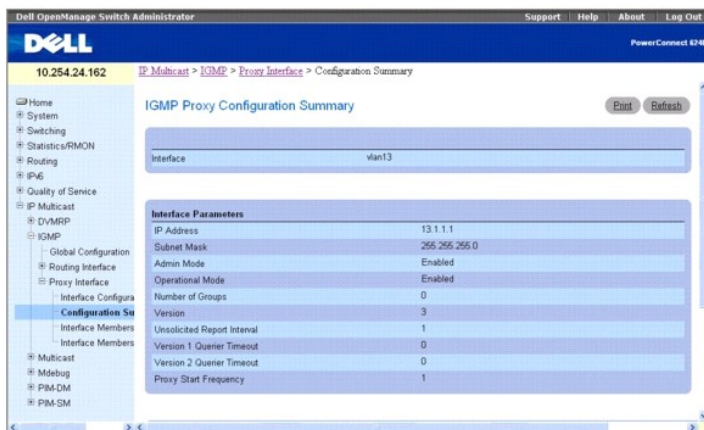 Dell OpenManage Switch Administrator
Support Help About Log Out
DELL
PowerConnect 624
10.254.24.162
IP Multicast > IGMP > Proxy Interface > Configuration Summary
Home
System
Switching
Statistics/RMON
Routing
IPv6
Quality of Service
IP Multicast
DVMRP
IGMP
Global Configuration
Routing Interface
Proxy Interface
Interface Configura
Configuration Su
Interface Members
Interface Members
Multicast
Mdebug
PIM-DM
PIM-SM
IGMP Proxy Configuration Summary
Print Refresh
Interface vlan13
Interface Parameters
IP Address 13.1.1.1
Subnet Mask 255.255.255.0
Admin Mode Enabled
Operational Mode Enabled
Number of Groups 0
Version 3
Unsolicited Report Interval 1
Version 1 Querier Timeout 0
Version 2 Querier Timeout 0
Proxy Start Frequency 1